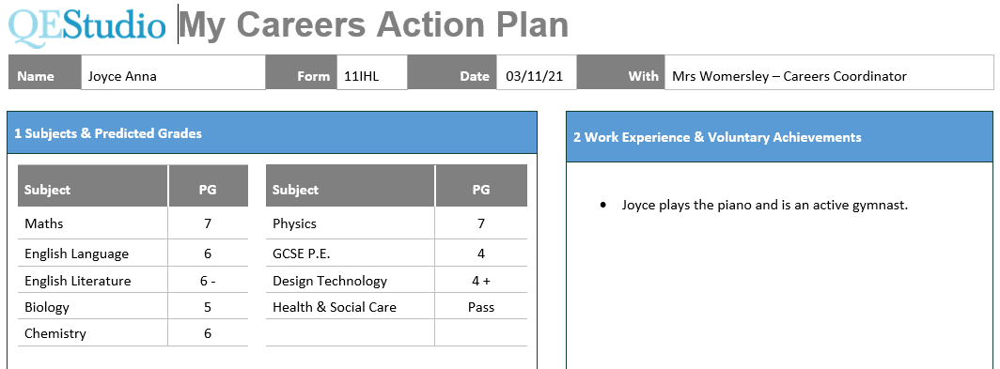 QEStudio My Careers Action Plan
Name Joyce Anna Form 11IHL Date 03/11/21 With Mrs Womersley – Careers Coordinator
1 Subjects & Predicted Grades
Subject PG Subject PG
Maths 7 Physics 7
English Language 6 GCSE P.E. 4
English Literature 6 - Design Technology 4 +
Biology 5 Health & Social Care Pass
Chemistry 6
2 Work Experience & Voluntary Achievements
• Joyce plays the piano and is an active gymnast.